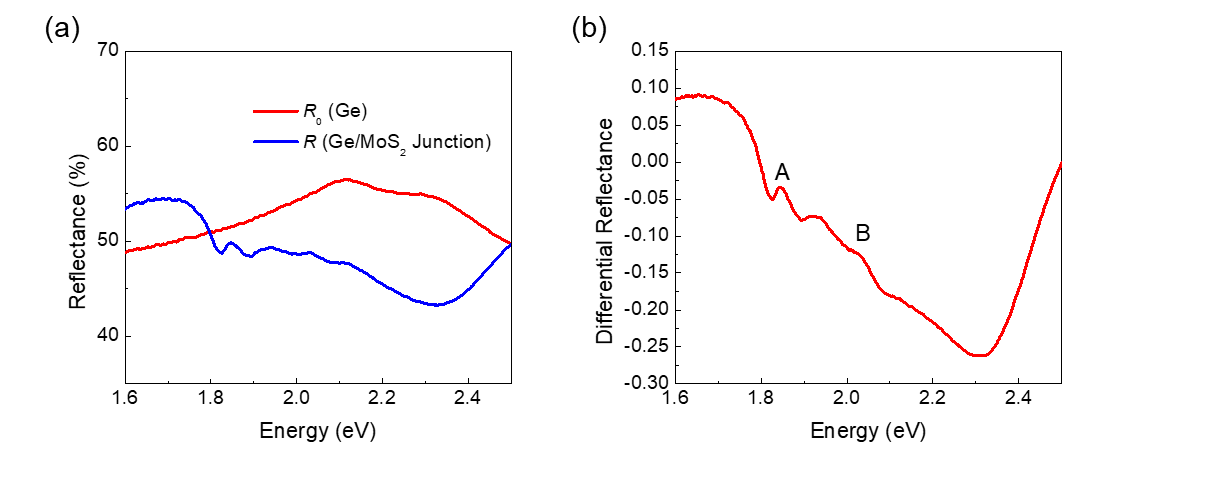 (a)
70
60
50
40
Reflectance (%)
R₀ (Ge)
R (Ge/MoS₂ Junction)
1.6 1.8 2.0 2.2 2.4
Energy (eV)
(b)
0.15
0.10
0.05
0.00
-0.05
-0.10
-0.15
-0.20
-0.25
-0.30
Differential Reflectance
A
B
1.6 1.8 2.0 2.2 2.4
Energy (eV)